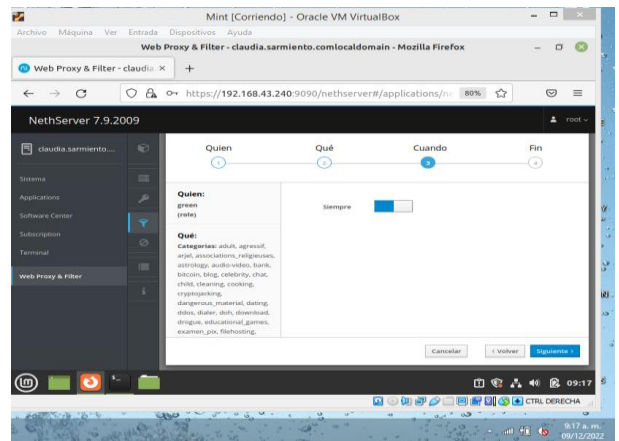 Mint [Corriendo] - Oracle VM VirtualBox
Archivo Máquina Ver Entrada Dispositivos Ayuda
Web Proxy & Filter - claudia.sarmiento.comlocaldomain - Mozilla Firefox
Web Proxy & Filter - claudia
https://192.168.43.240:9090/nethserver#/applications/n
80%
NethServer 7.9.2009
root
claudia.sarmiento....
Sistema
Applications
Software Center
Subscription
Terminal
Web Proxy & Filter
Quien Qué Cuando Fin
1 2 3 4
Quien:
green
(role)
Siempre
Qué:
Categorias: adult, agressif,
arjel, associations_religieuses,
astrology, audio-video, bank,
bitcoin, blog, celebrity, chat,
child, cleaning, cooking,
cryptojacking,
dangerous_material, dating,
ddos, dialer, doh, download,
drogue, educational_games,
examen_pix, filehosting,
Cancelar < Volver Siguiente >
09:17
CTRL DERECHA
9:17 a. m.
09/12/2022